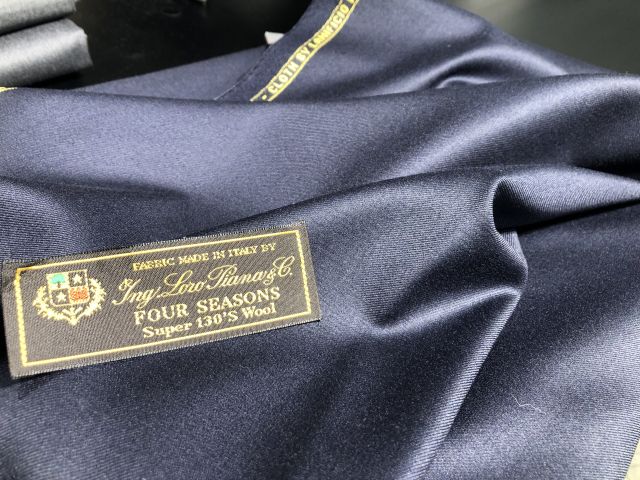 CLOTH BY
FABRIC MADE IN ITALY BY
Ing. Loro Piana & C.
FOUR SEASONS
Super 130'S Wool